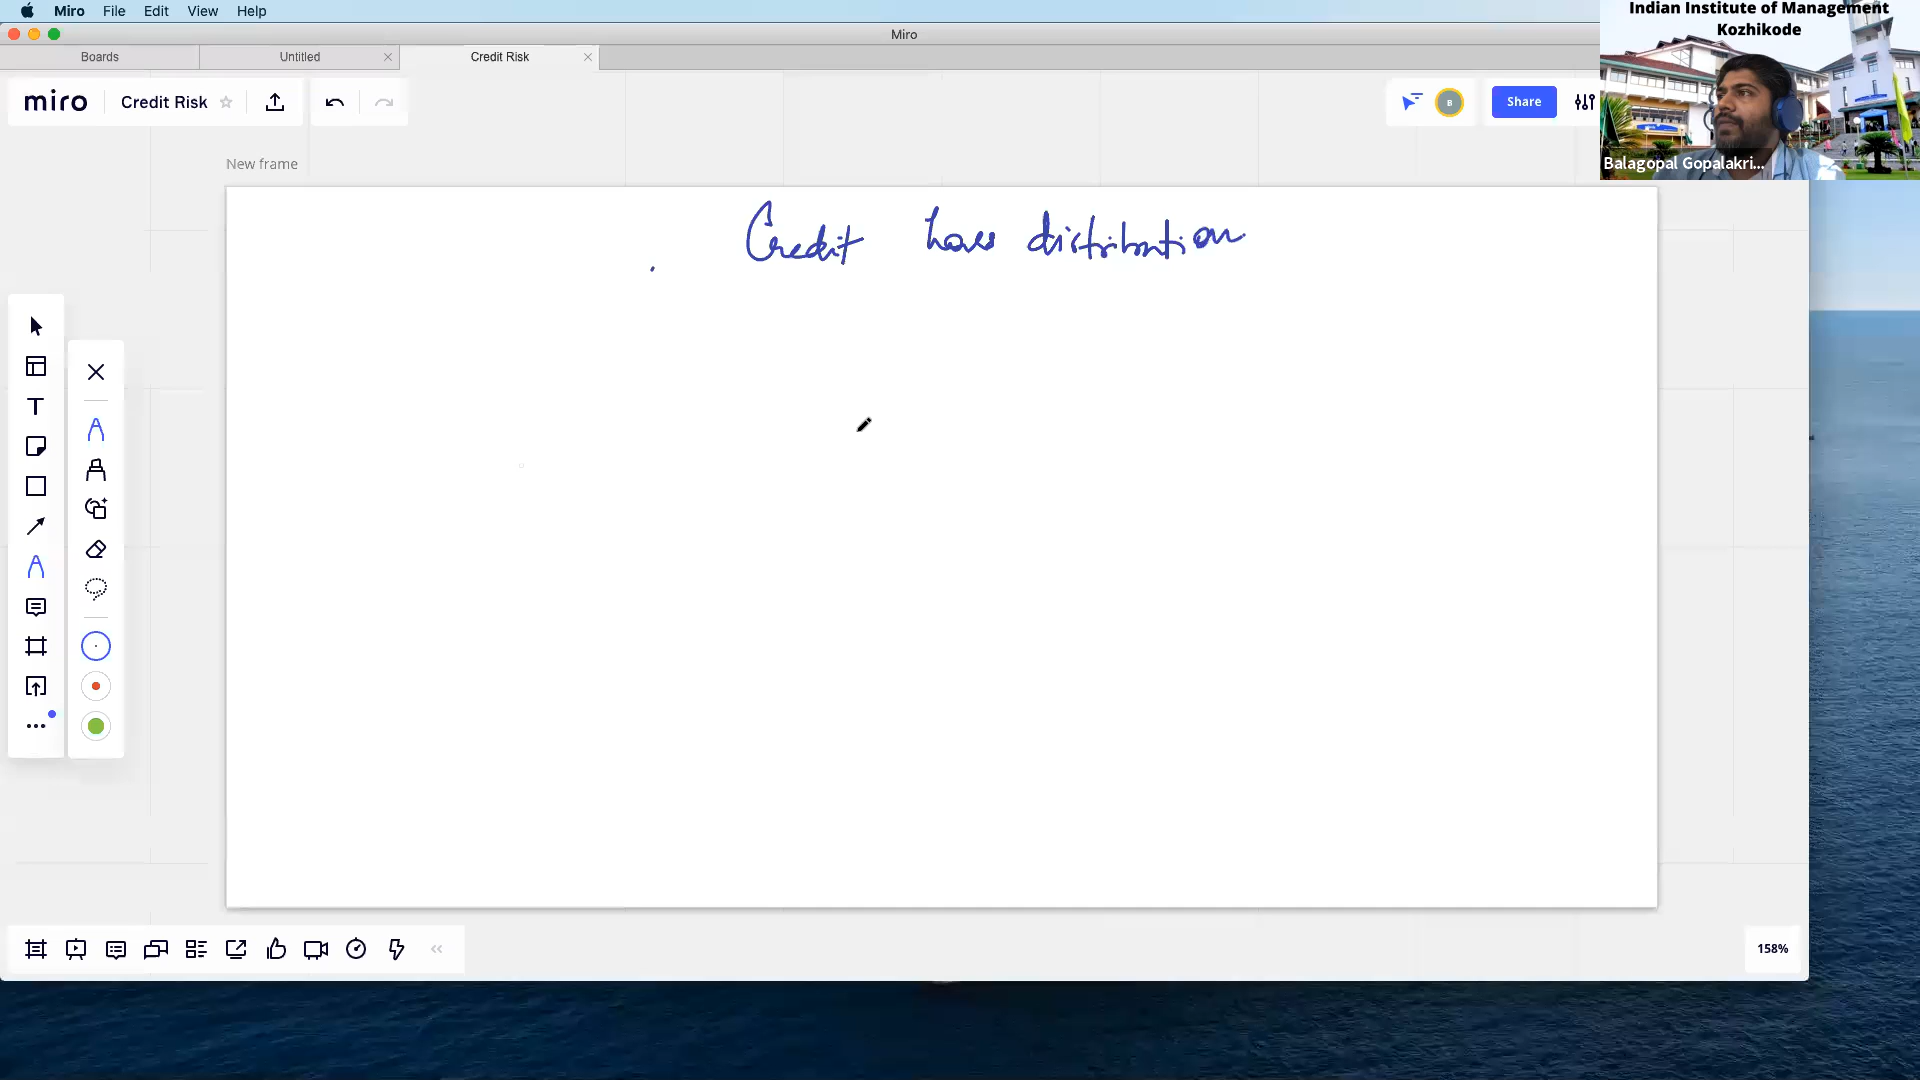 Miro File Edit View Help
Miro
Boards Untitled Credit Risk
miro Credit Risk
B Share
Indian Institute of Management
Kozhikode
Balagopal Gopalakri...
New frame
Credit Loss distribution
158%